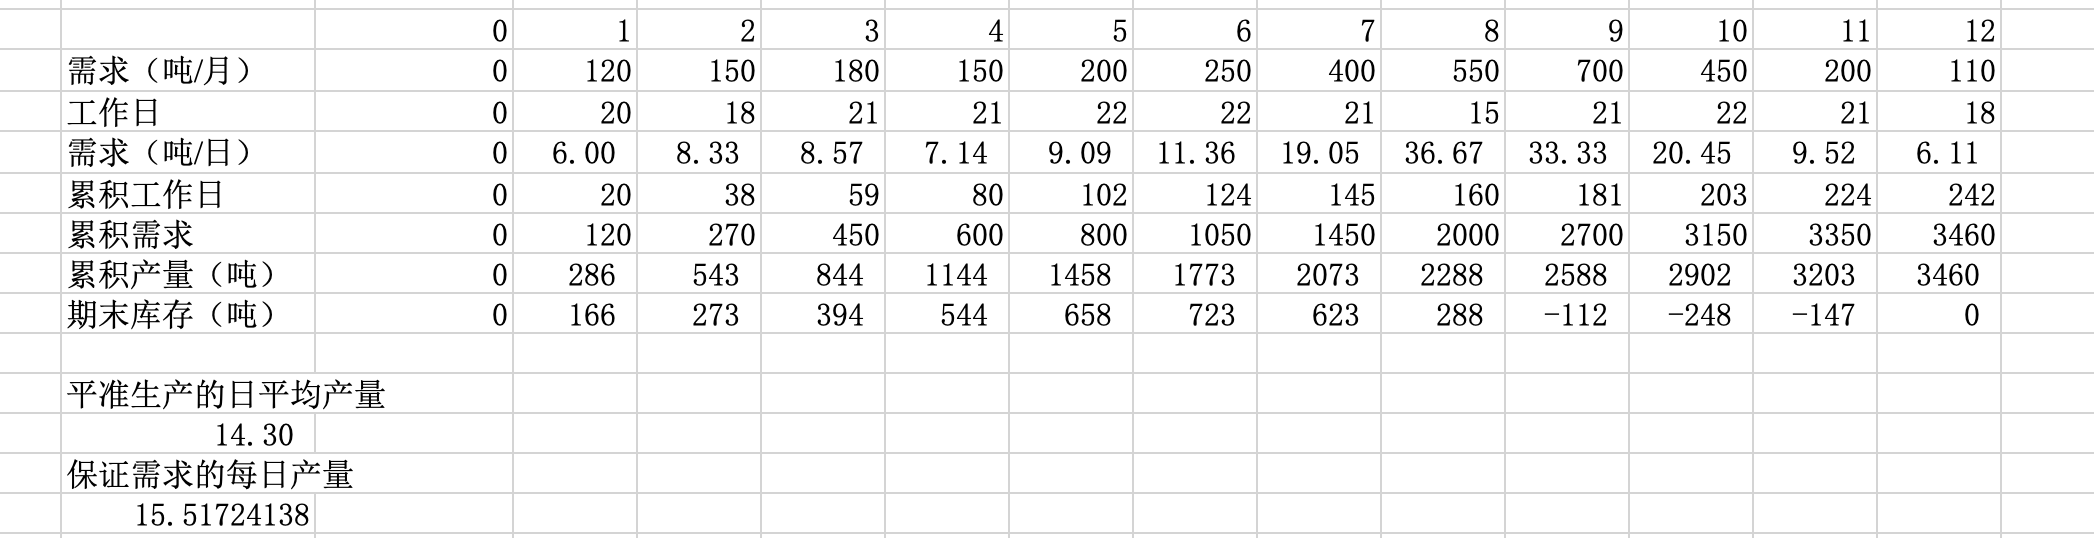 0 1 2 3 4 5 6 7 8 9 10 11 12
需求（吨/月） 0 120 150 180 150 200 250 400 550 700 450 200 110
工作日 0 20 18 21 21 22 22 21 15 21 22 21 18
需求（吨/日） 0 6.00 8.33 8.57 7.14 9.09 11.36 19.05 36.67 33.33 20.45 9.52 6.11
累积工作日 0 20 38 59 80 102 124 145 160 181 203 224 242
累积需求 0 120 270 450 600 800 1050 1450 2000 2700 3150 3350 3460
累积产量（吨） 0 286 543 844 1144 1458 1773 2073 2288 2588 2902 3203 3460
期末库存（吨） 0 166 273 394 544 658 723 623 288 -112 -248 -147 0
平准生产的日平均产量
14.30
保证需求的每日产量
15.51724138